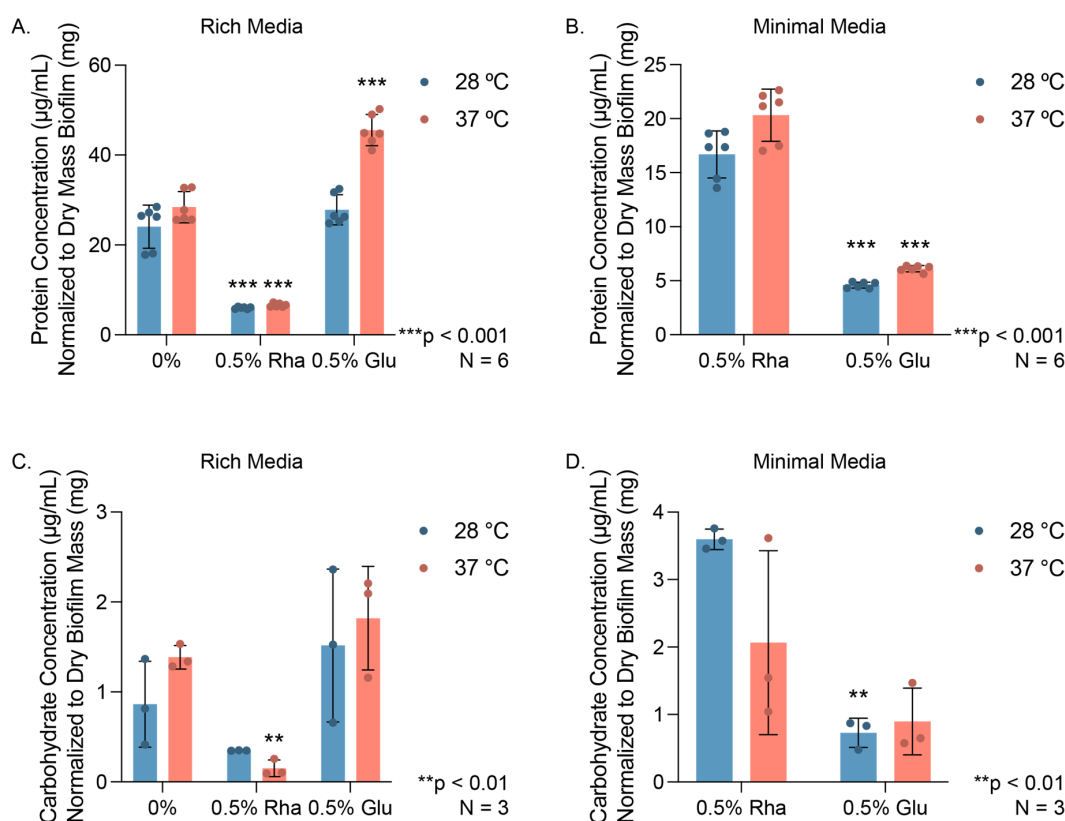 A.
Rich Media
Protein Concentration (µg/mL)
Normalized to Dry Mass Biofilm (mg)
60
40
20
0
***
***
***
0%
0.5% Rha
0.5% Glu
28 ºC
37 ºC
***p < 0.001
N = 6
B.
Minimal Media
Protein Concentration (µg/mL)
Normalized to Dry Mass Biofilm (mg)
25
20
15
10
5
0
***
***
0.5% Rha
0.5% Glu
28 ºC
37 ºC
***p < 0.001
N = 6
C.
Rich Media
Carbohydrate Concentration (µg/mL)
Normalized to Dry Biofilm Mass (mg)
3
2
1
0
**
0%
0.5% Rha
0.5% Glu
28 °C
37 °C
**p < 0.01
N = 3
D.
Minimal Media
Carbohydrate Concentration (µg/mL)
Normalized to Dry Biofilm Mass (mg)
4
3
2
1
0
**
0.5% Rha
0.5% Glu
28 °C
37 °C
**p < 0.01
N = 3